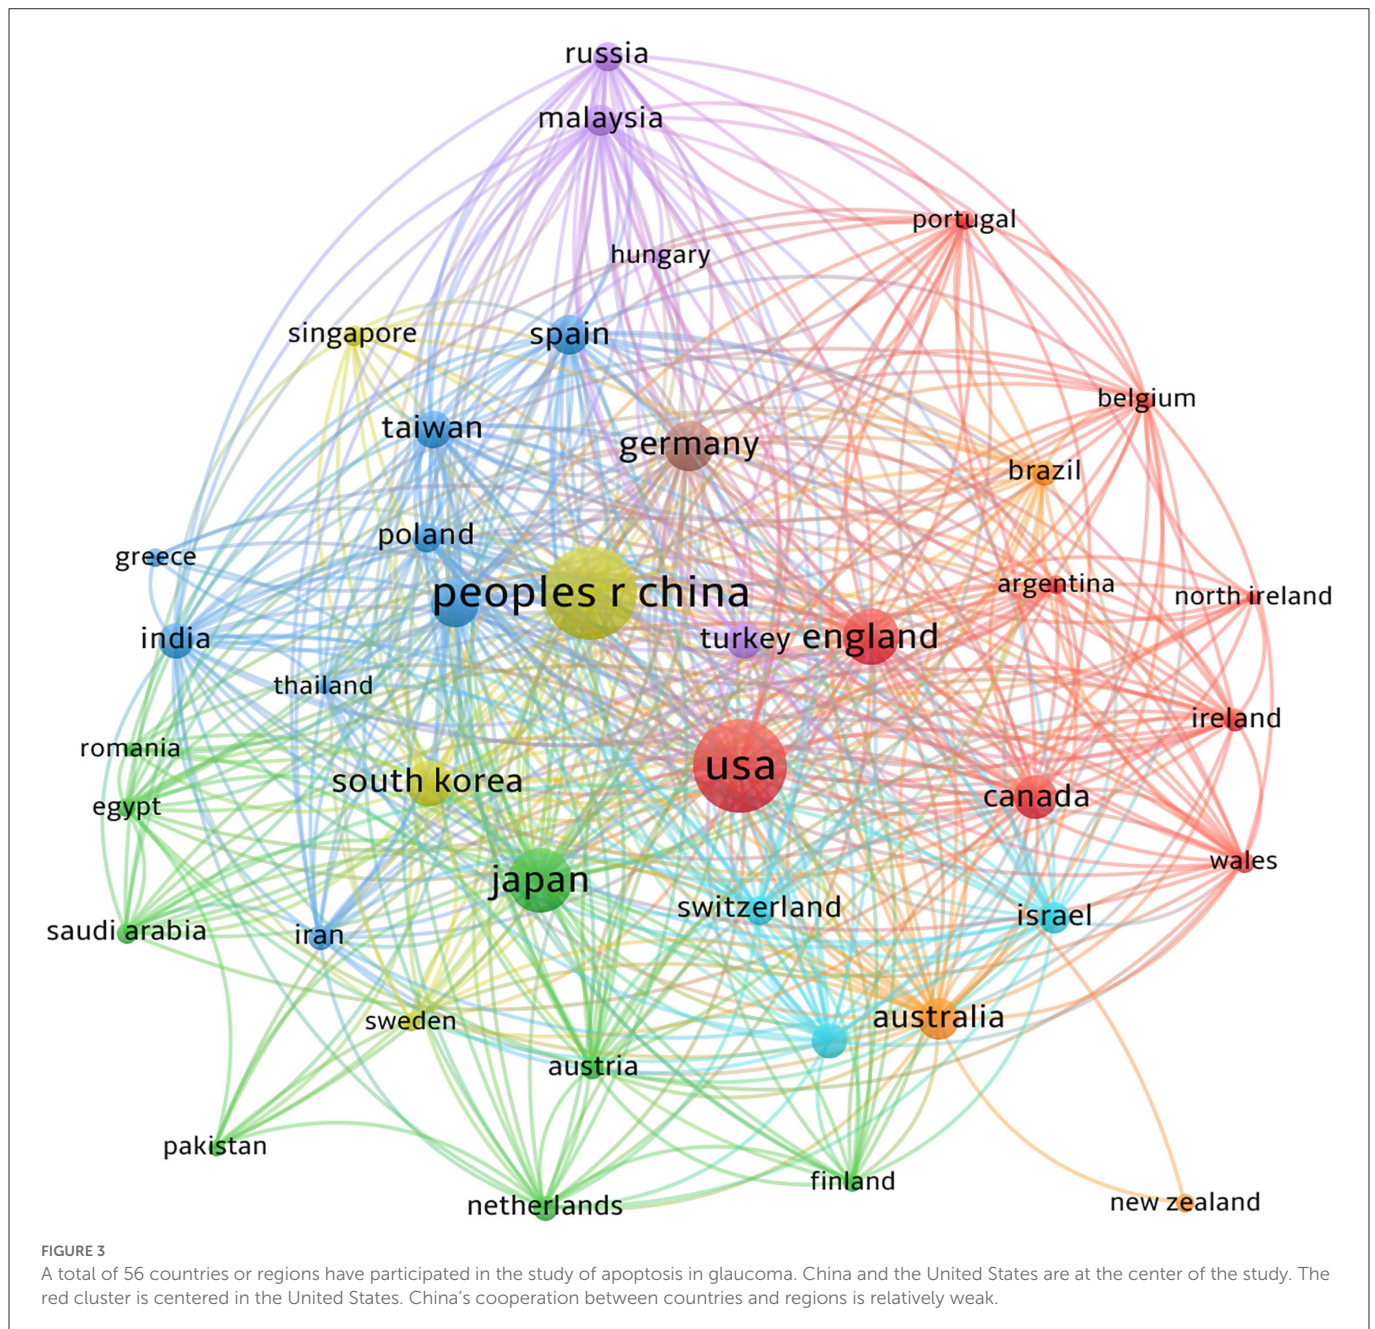 russia
malaysia
portugal
hungary
singapore
spain
belgium
taiwan
germany
brazil
poland
greece
peoples r china
argentina
north ireland
india
turkey
england
thailand
ireland
romania
south korea
usa
egypt
canada
wales
japan
switzerland
israel
saudi arabia
iran
sweden
australia
austria
pakistan
finland
netherlands
new zealand
FIGURE 3
A total of 56 countries or regions have participated in the study of apoptosis in glaucoma. China and the United States are at the center of the study. The
red cluster is centered in the United States. China's cooperation between countries and regions is relatively weak.